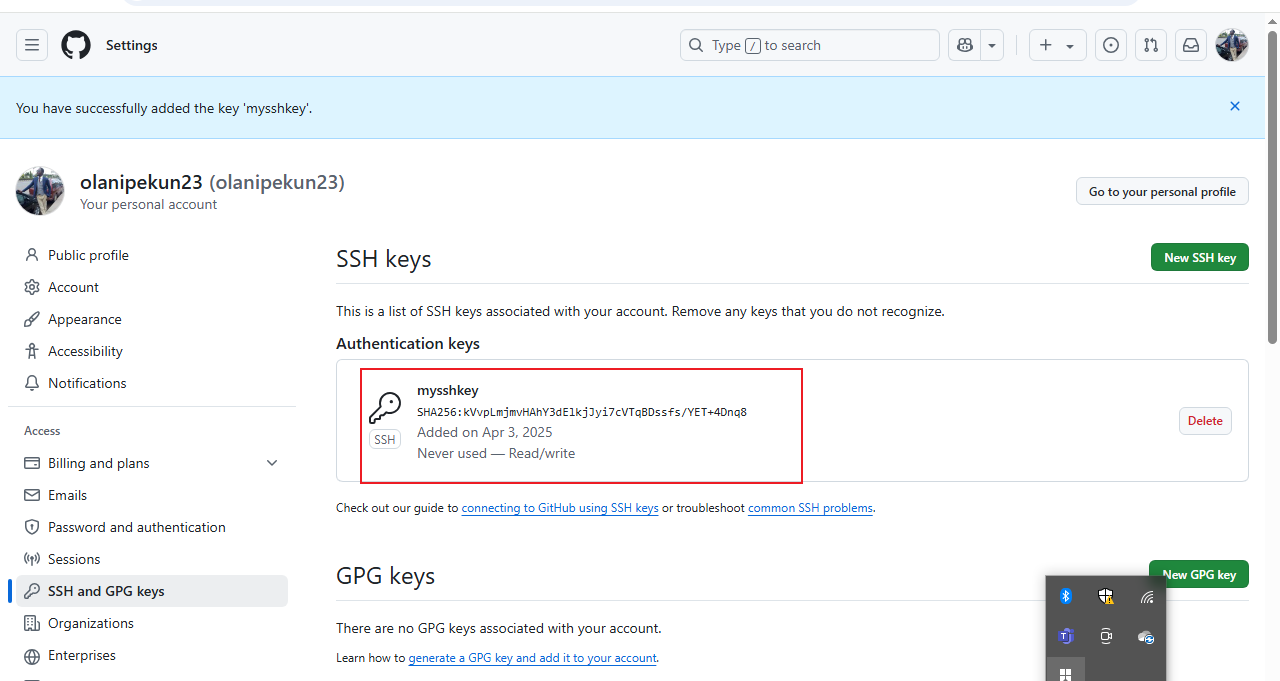 Settings
Type / to search
You have successfully added the key 'mysshkey'.
olanipekun23 (olanipekun23)
Your personal account
Go to your personal profile
Public profile
Account
Appearance
Accessibility
Notifications
Access
Billing and plans
Emails
Password and authentication
Sessions
SSH and GPG keys
Organizations
Enterprises
SSH keys
New SSH key
This is a list of SSH keys associated with your account. Remove any keys that you do not recognize.
Authentication keys
mysshkey
SHA256:kVvpLmjmvHAhY3dElkjJyi7cVTqBDssfs/YET+4Dnq8
SSH
Added on Apr 3, 2025
Never used — Read/write
Delete
Check out our guide to connecting to GitHub using SSH keys or troubleshoot common SSH problems.
GPG keys
New GPG key
There are no GPG keys associated with your account.
Learn how to generate a GPG key and add it to your account.